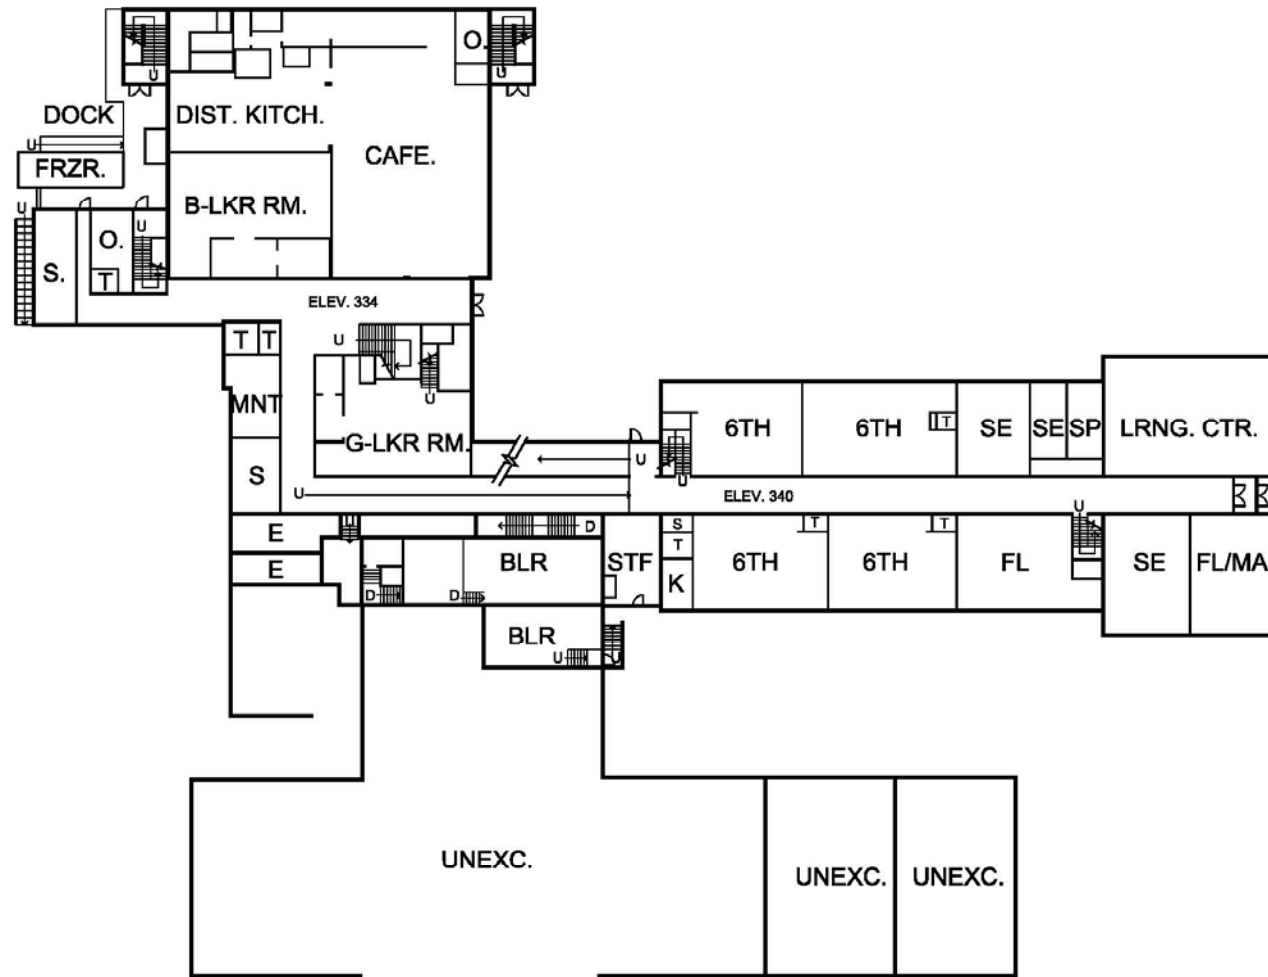 O.
U
U
DOCK
DIST. KITCH.
U
CAFE.
FRZR.
U
B-LKR RM.
U
O.
S.
T
ELEV. 334
T T
U
MNT
U
G-LKR RM.
6TH
6TH
T
SE
SE
SP
LRNG. CTR.
U
S
U
U
ELEV. 340
U
E
D
S
T
T
T
E
BLR
STF
K
6TH
6TH
FL
SE
FL/MA
D
D
BLR
U
U
UNEXC.
UNEXC.
UNEXC.